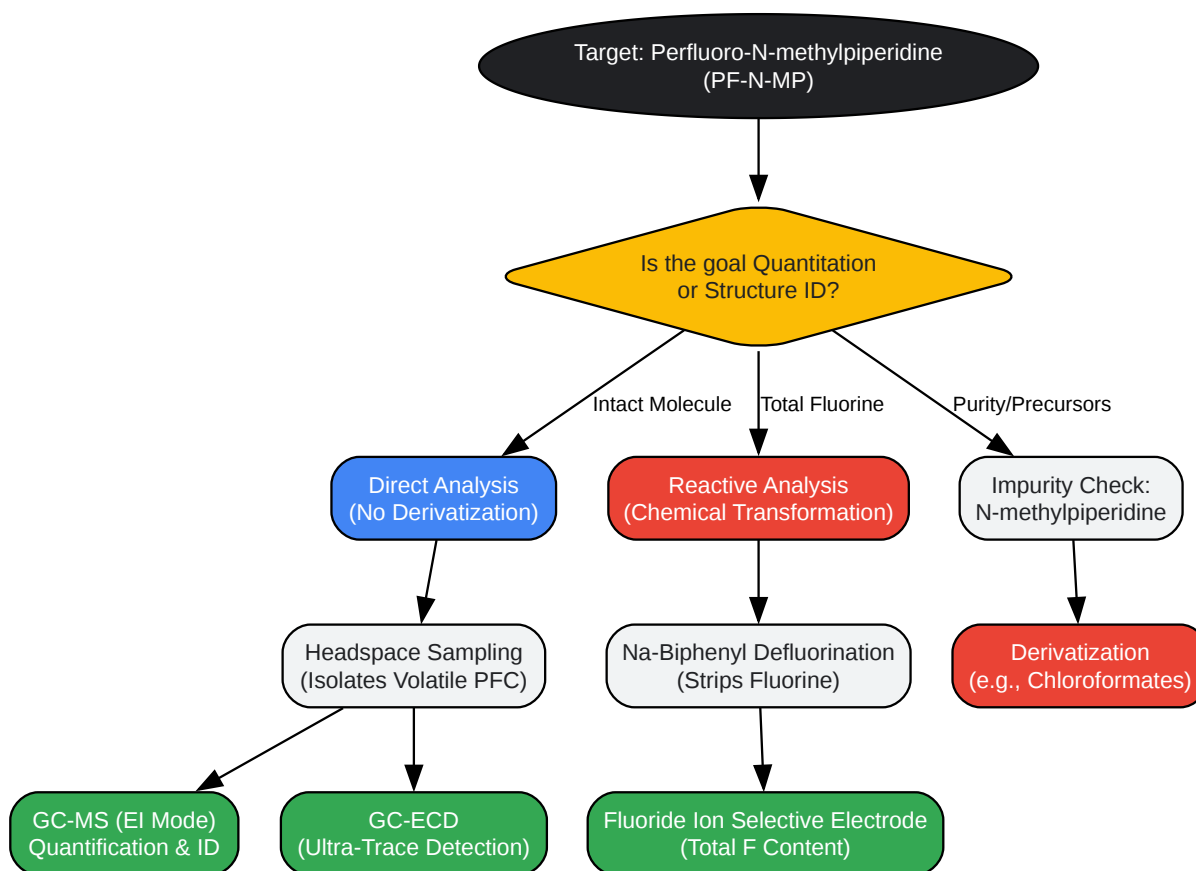 Target: Perfluoro-N-methylpiperidine
(PF-N-MP)
Is the goal Quantitation
or Structure ID?
Intact Molecule
Total Fluorine
Purity/Precursors
Direct Analysis
(No Derivatization)
Reactive Analysis
(Chemical Transformation)
Impurity Check:
N-methylpiperidine
Headspace Sampling
(Isolates Volatile PFC)
Na-Biphenyl Defluorination
(Strips Fluorine)
Derivatization
(e.g., Chloroformates)
GC-MS (EI Mode)
Quantification & ID
GC-ECD
(Ultra-Trace Detection)
Fluoride Ion Selective Electrode
(Total F Content)